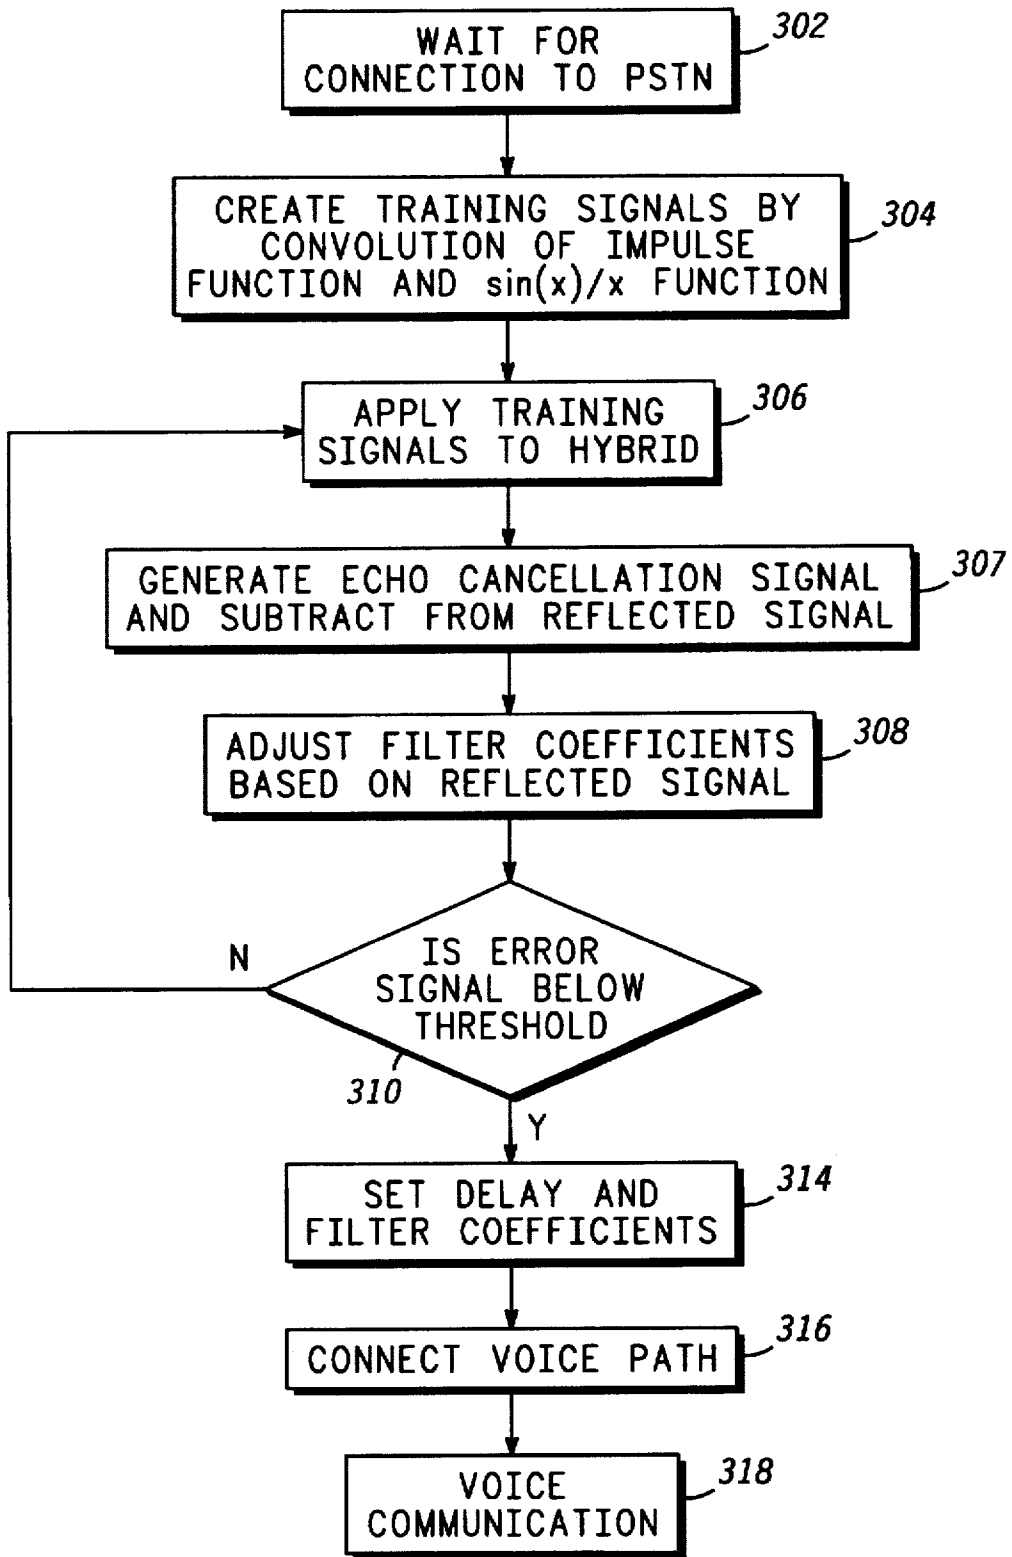 WAIT FOR
CONNECTION TO PSTN
302
CREATE TRAINING SIGNALS BY
CONVOLUTION OF IMPULSE
FUNCTION AND sin(x)/x FUNCTION
304
APPLY TRAINING
SIGNALS TO HYBRID
306
GENERATE ECHO CANCELLATION SIGNAL
AND SUBTRACT FROM REFLECTED SIGNAL
307
ADJUST FILTER COEFFICIENTS
BASED ON REFLECTED SIGNAL
308
N
IS ERROR
SIGNAL BELOW
THRESHOLD
310
Y
SET DELAY AND
FILTER COEFFICIENTS
314
CONNECT VOICE PATH
316
VOICE
COMMUNICATION
318